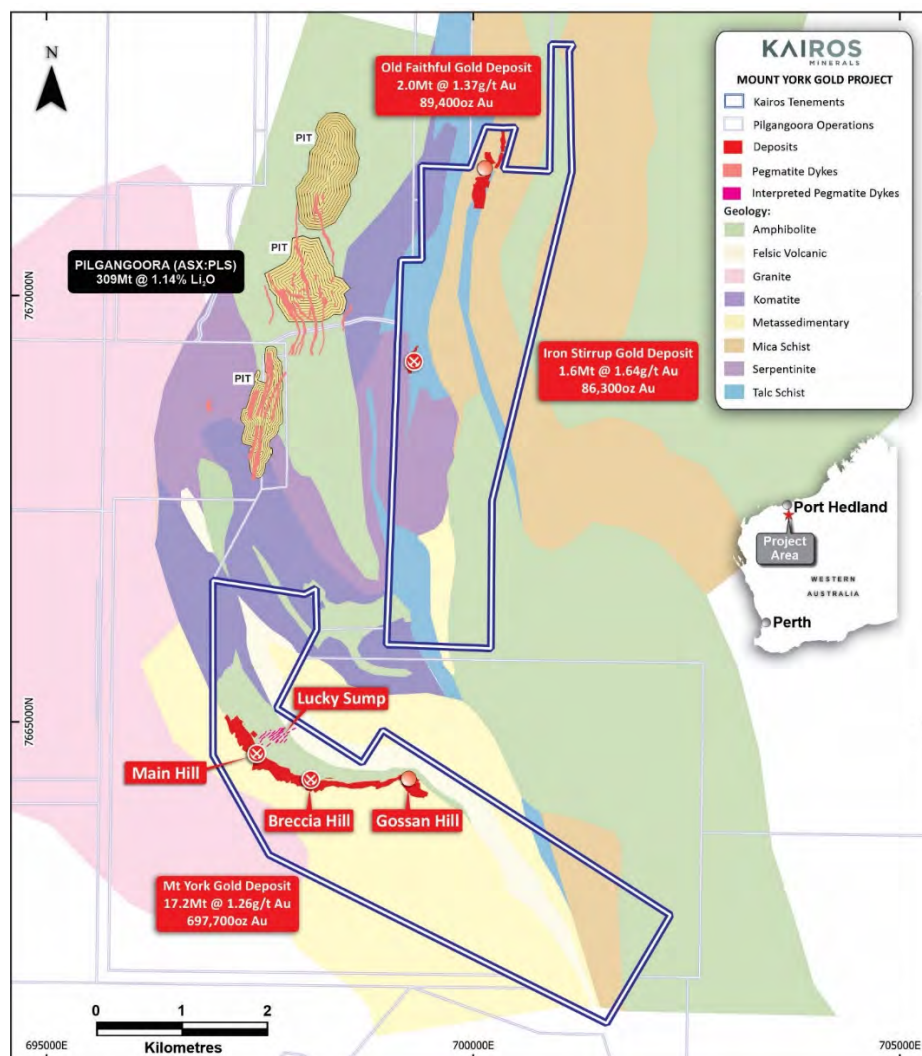 N
Old Faithful Gold Deposit
2.0Mt @ 1.37g/t Au
89,400oz Au
KAIROS
MINERALS
MOUNT YORK GOLD PROJECT
Kairos Tenements
Pilgangoora Operations
Deposits
Pegmatite Dykes
Interpreted Pegmatite Dykes
Geology:
Amphibolite
Felsic Volcanic
Granite
Komatite
Metassedimentary
Mica Schist
Serpentinite
Talc Schist
PIT
PIT
PILGANGOORA (ASX:PLS)
309Mt @ 1.14% Li₂O
7670000N
PIT
Iron Stirrup Gold Deposit
1.6Mt @ 1.64g/t Au
86,300oz Au
Port Hedland
Project
Area
WESTERN
AUSTRALIA
Perth
7665000N
Lucky Sump
Main Hill
Breccia Hill
Gossan Hill
Mt York Gold Deposit
17.2Mt @ 1.26g/t Au
697,700oz Au
0 1 2
Kilometres
695000E
700000E
705000E